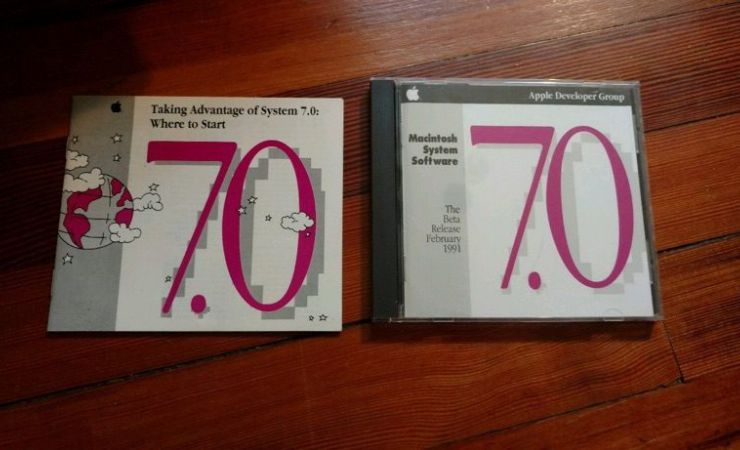 Taking Advantage of System 7.0:
Where to Start
7.0
Apple Developer Group
Macintosh
System
Software
7.0
The
Beta
Release
February
1991